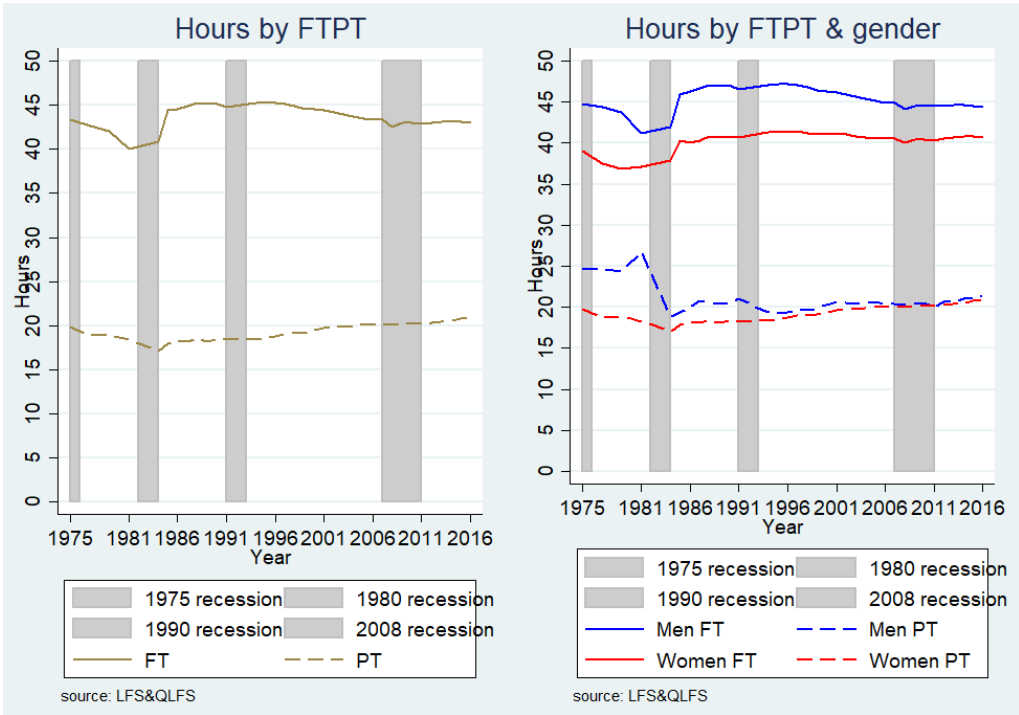 Hours by FTPT
50
45
40
35
30
25
20
15
10
5
0
Hours
1975 1981 1986 1991 1996 2001 2006 2011 2016
Year
1975 recession 1980 recession
1990 recession 2008 recession
FT PT
source: LFS&QLFS
Hours by FTPT & gender
50
45
40
35
30
25
20
15
10
5
0
Hours
1975 1981 1986 1991 1996 2001 2006 2011 2016
Year
1975 recession 1980 recession
1990 recession 2008 recession
Men FT Men PT
Women FT Women PT
source: LFS&QLFS